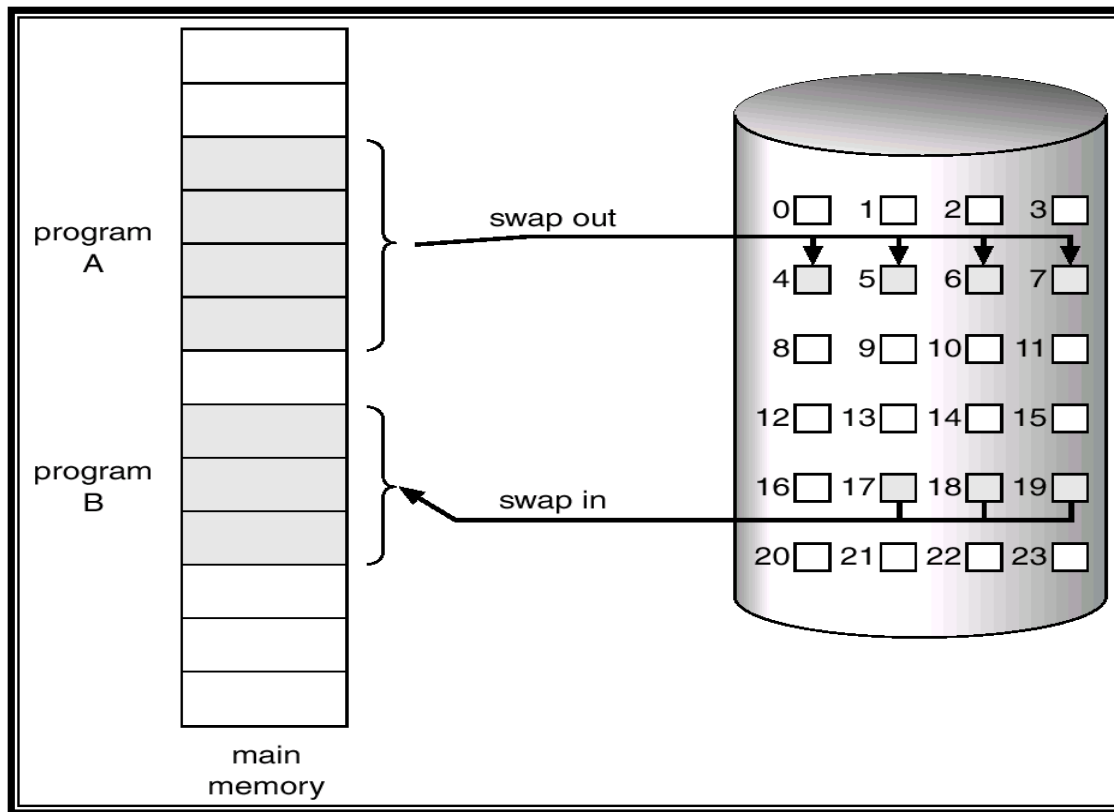 program
A
program
B
main
memory
swap out
swap in
0 1 2 3
4 5 6 7
8 9 10 11
12 13 14 15
16 17 18 19
20 21 22 23